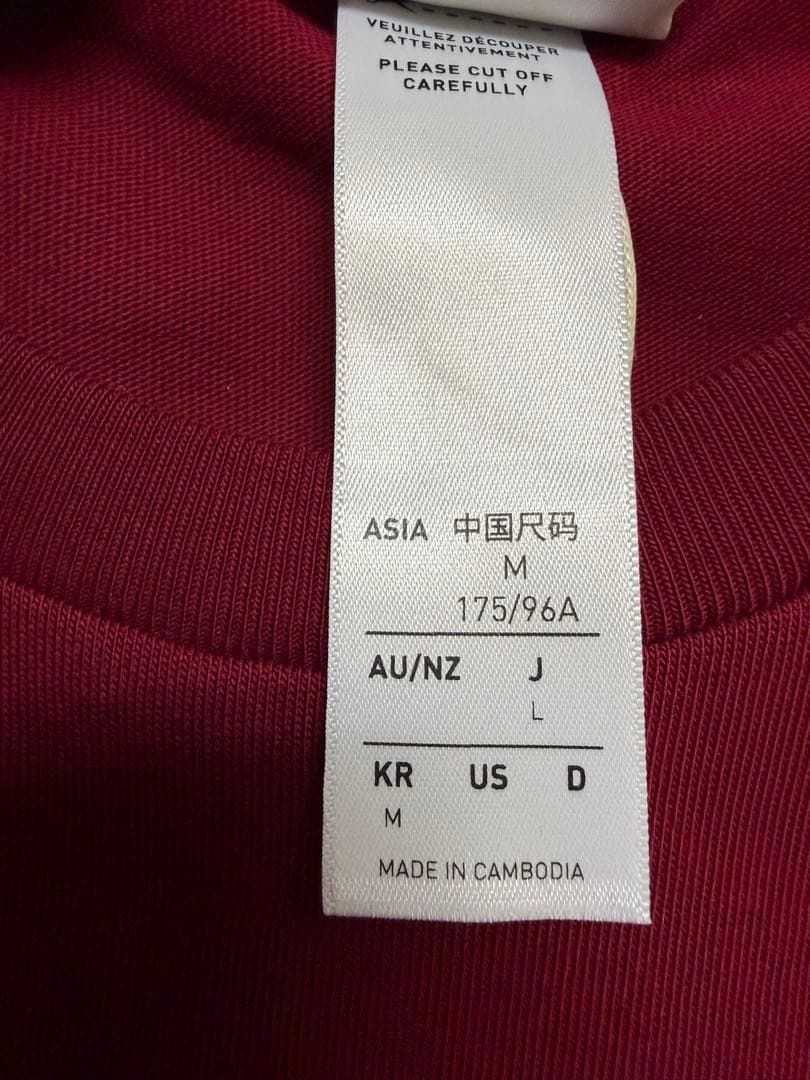 VEUILLEZ DÉCOUPER
ATTENTIVEMENT
PLEASE CUT OFF
CAREFULLY
ASIA 中国尺码
M
175/96A
AU/NZ J
L
KR US D
M
MADE IN CAMBODIA